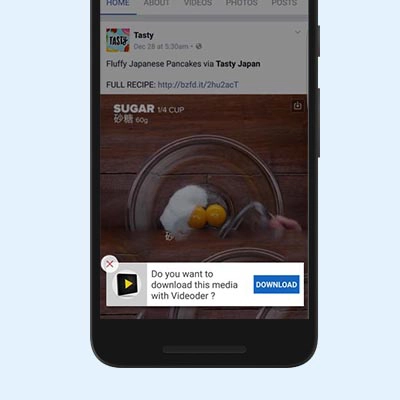 HOME ABOUT VIDEOS PHOTOS POSTS
TASTY
Tasty
Dec 28 at 5.30am •
Fluffy Japanese Pancakes via Tasty Japan
FULL RECIPE: http://bzfd.it/2hu2acT
SUGAR 1/4 CUP
砂糖 60g
Do you want to
download this media
with Videoder ?
DOWNLOAD